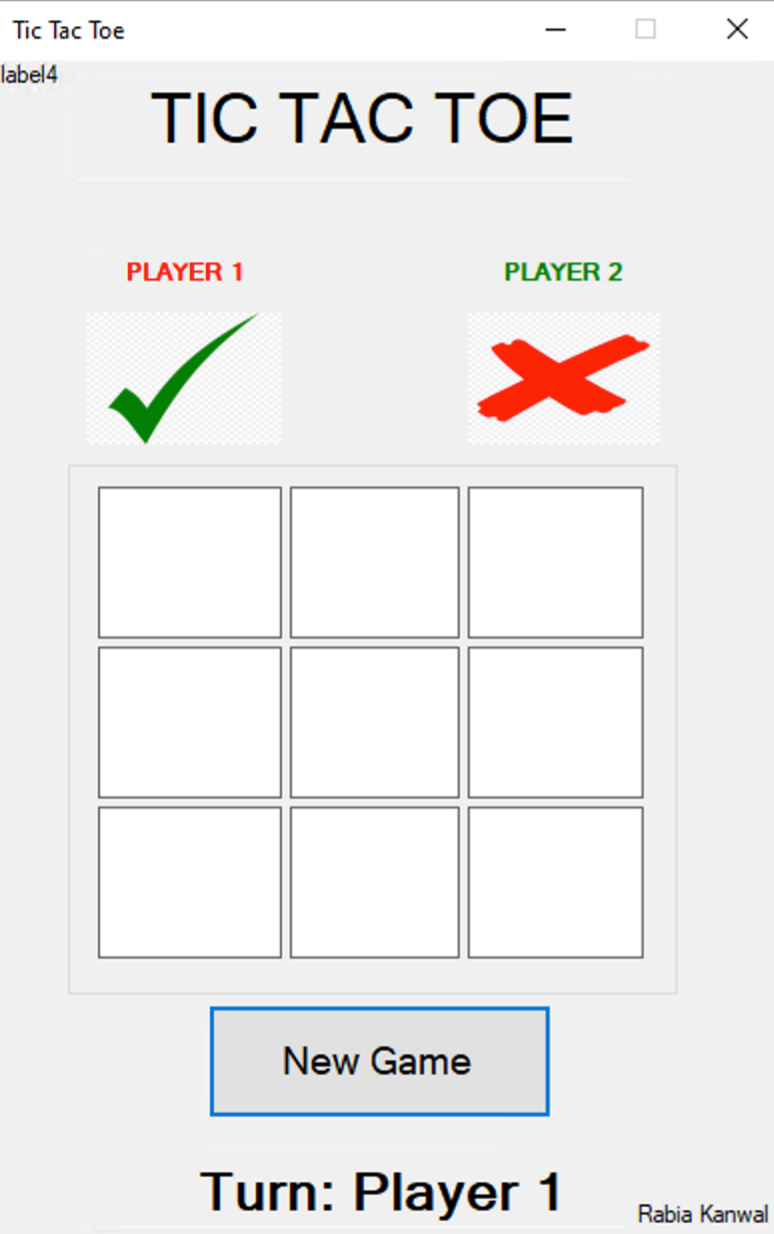 Tic Tac Toe
label4
TIC TAC TOE
PLAYER 1
PLAYER 2
New Game
Turn: Player 1
Rabia Kanwal